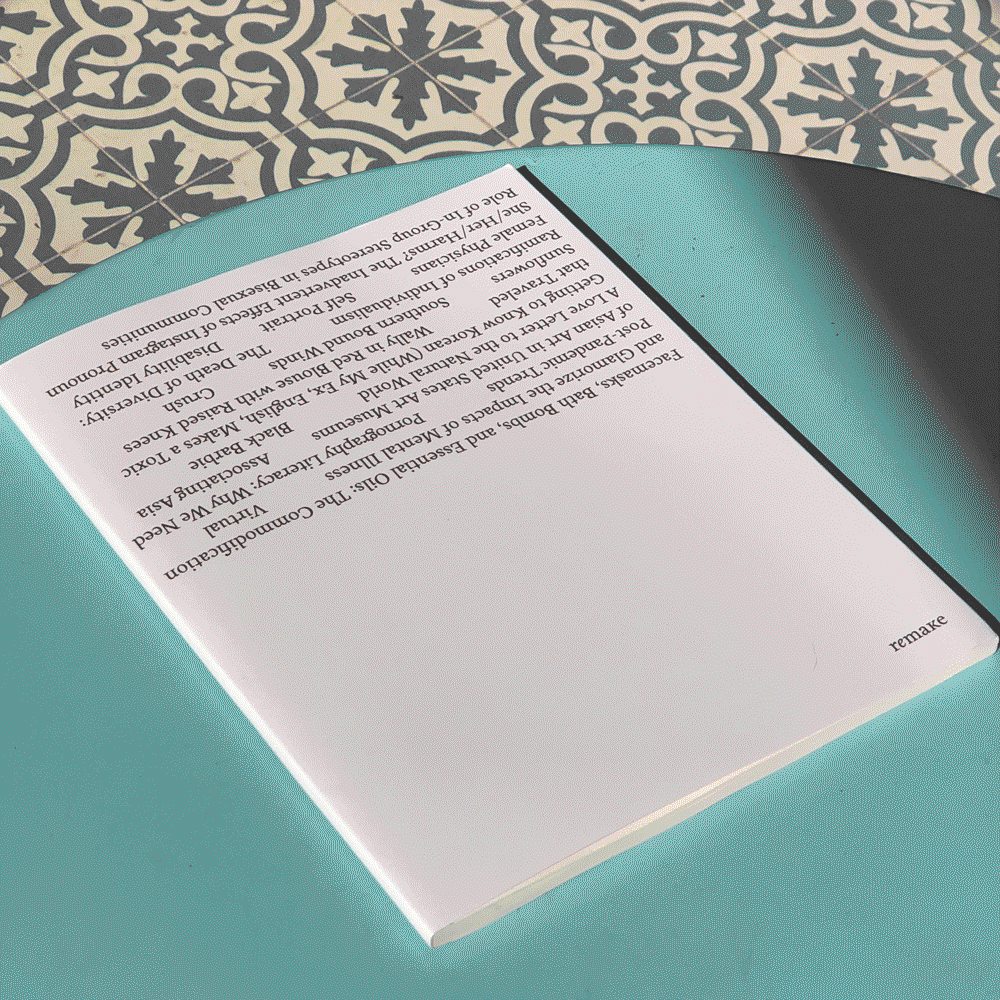 Facemasks, Bath Bombs, and Essential Oils: The Commodification
and Glamorize the Impacts of Mental Illness Virtual
Post-Pandemic Trends Pornography Literacy: Why We Need
of Asian Art in United States Art Museums Associating Asia
A Love Letter to the Natural World Black Barbie
Getting to Know Korean (While My Ex, English, Makes a Toxic
that Traveled Wally in Red Blouse with Raised Knees
Sunflowers Southern Bound Winds Crush
Ramifications of Individualism The Death of Diversity:
Female Physicians Self Portrait Disability Identity
She/Her/Harms? The Inadvertent Effects of Instagram Pronoun
Role of In-Group Stereotypes in Bisexual Communities
remake